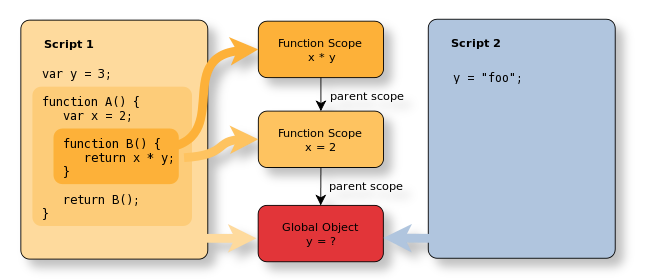 Script 1
var y = 3;
function A() {
var x = 2;
function B() {
return x * y;
}
return B();
}
Function Scope
x * y
parent scope
Function Scope
x = 2
parent scope
Global Object
y = ?
Script 2
y = "foo";